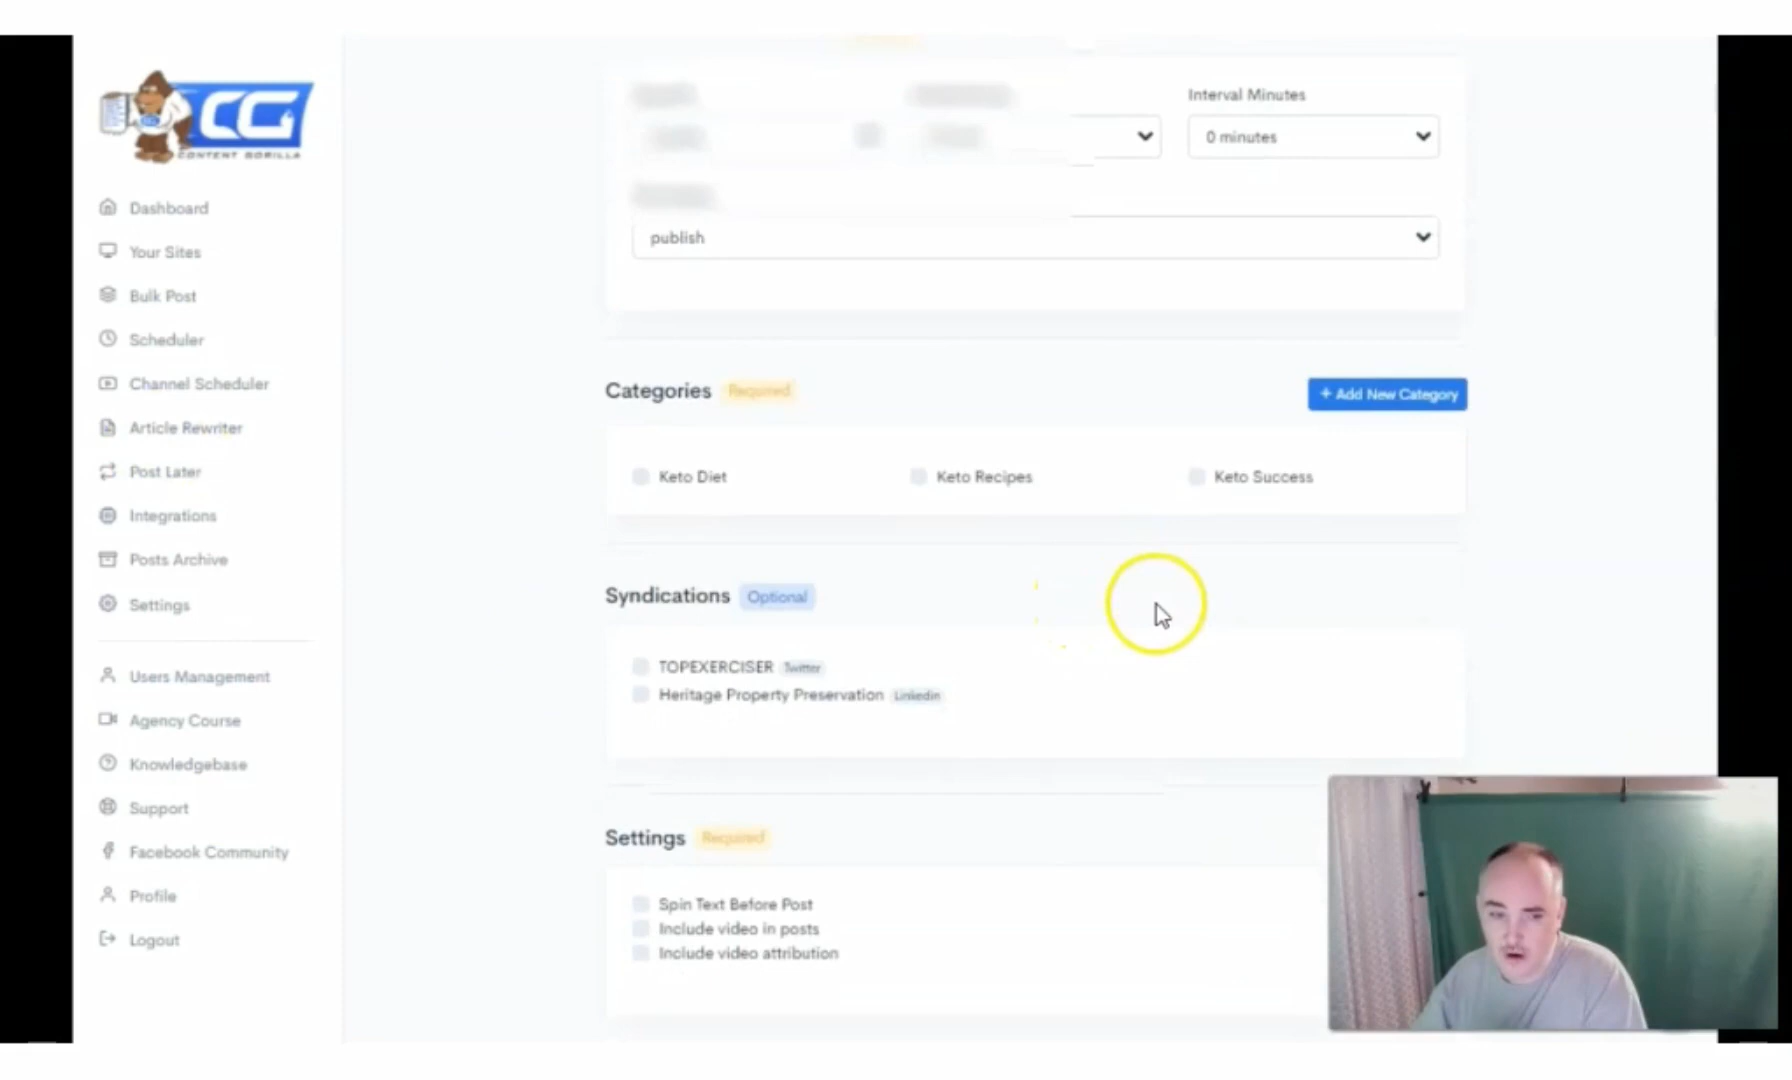 CG
CONTENT GORILLA
Dashboard
Your Sites
Bulk Post
Scheduler
Channel Scheduler
Article Rewriter
Post Later
Integrations
Posts Archive
Settings
Users Management
Agency Course
Knowledgebase
Support
Facebook Community
Profile
Logout
Interval Minutes
0 minutes
publish
Categories Required
+ Add New Category
Keto Diet Keto Recipes Keto Success
Syndications Optional
TOPEXERCISER Twitter
Heritage Property Preservation Linkedin
Settings Required
Spin Text Before Post
Include video in posts
Include video attribution